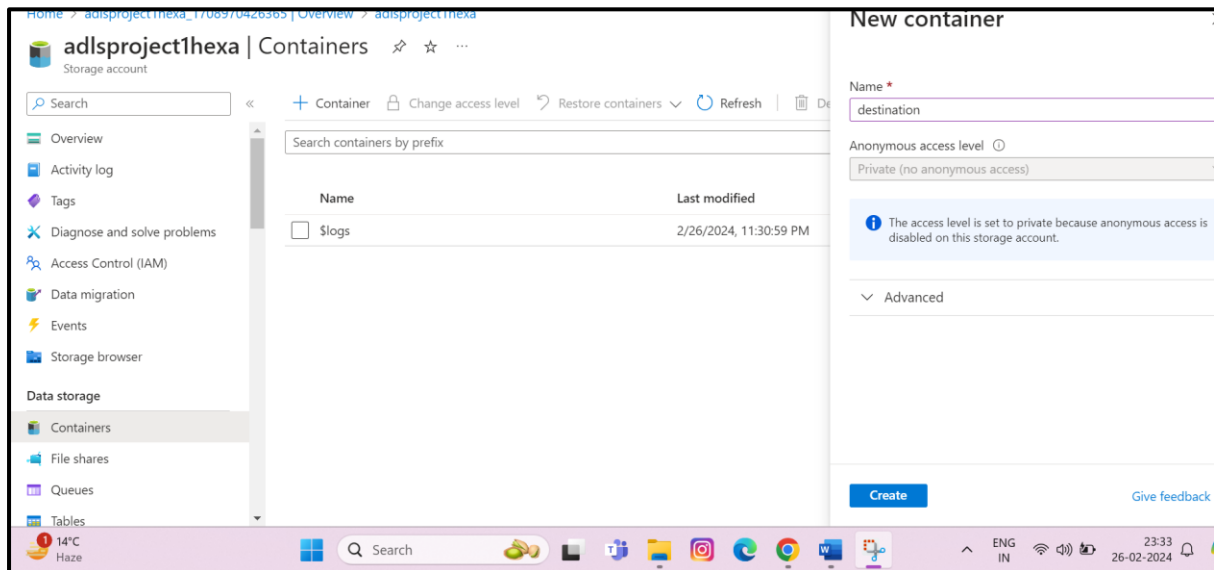 Home > adlsproject1hexa_1708970426365 | Overview > adlsproject1hexa
adlsproject1hexa | Containers
Storage account
Search
Overview
Activity log
Tags
Diagnose and solve problems
Access Control (IAM)
Data migration
Events
Storage browser
Data storage
Containers
File shares
Queues
Tables
+ Container Change access level Restore containers Refresh De
Search containers by prefix
Name Last modified
$logs 2/26/2024, 11:30:59 PM
New container
Name *
destination
Anonymous access level
Private (no anonymous access)
The access level is set to private because anonymous access is
disabled on this storage account.
Advanced
Create Give feedback
1
14°C
Haze
Search
ENG
IN
23:33
26-02-2024